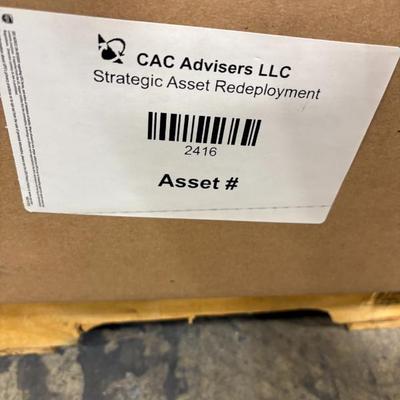 CAC Advisers LLC
Strategic Asset Redeployment
2416
Asset #